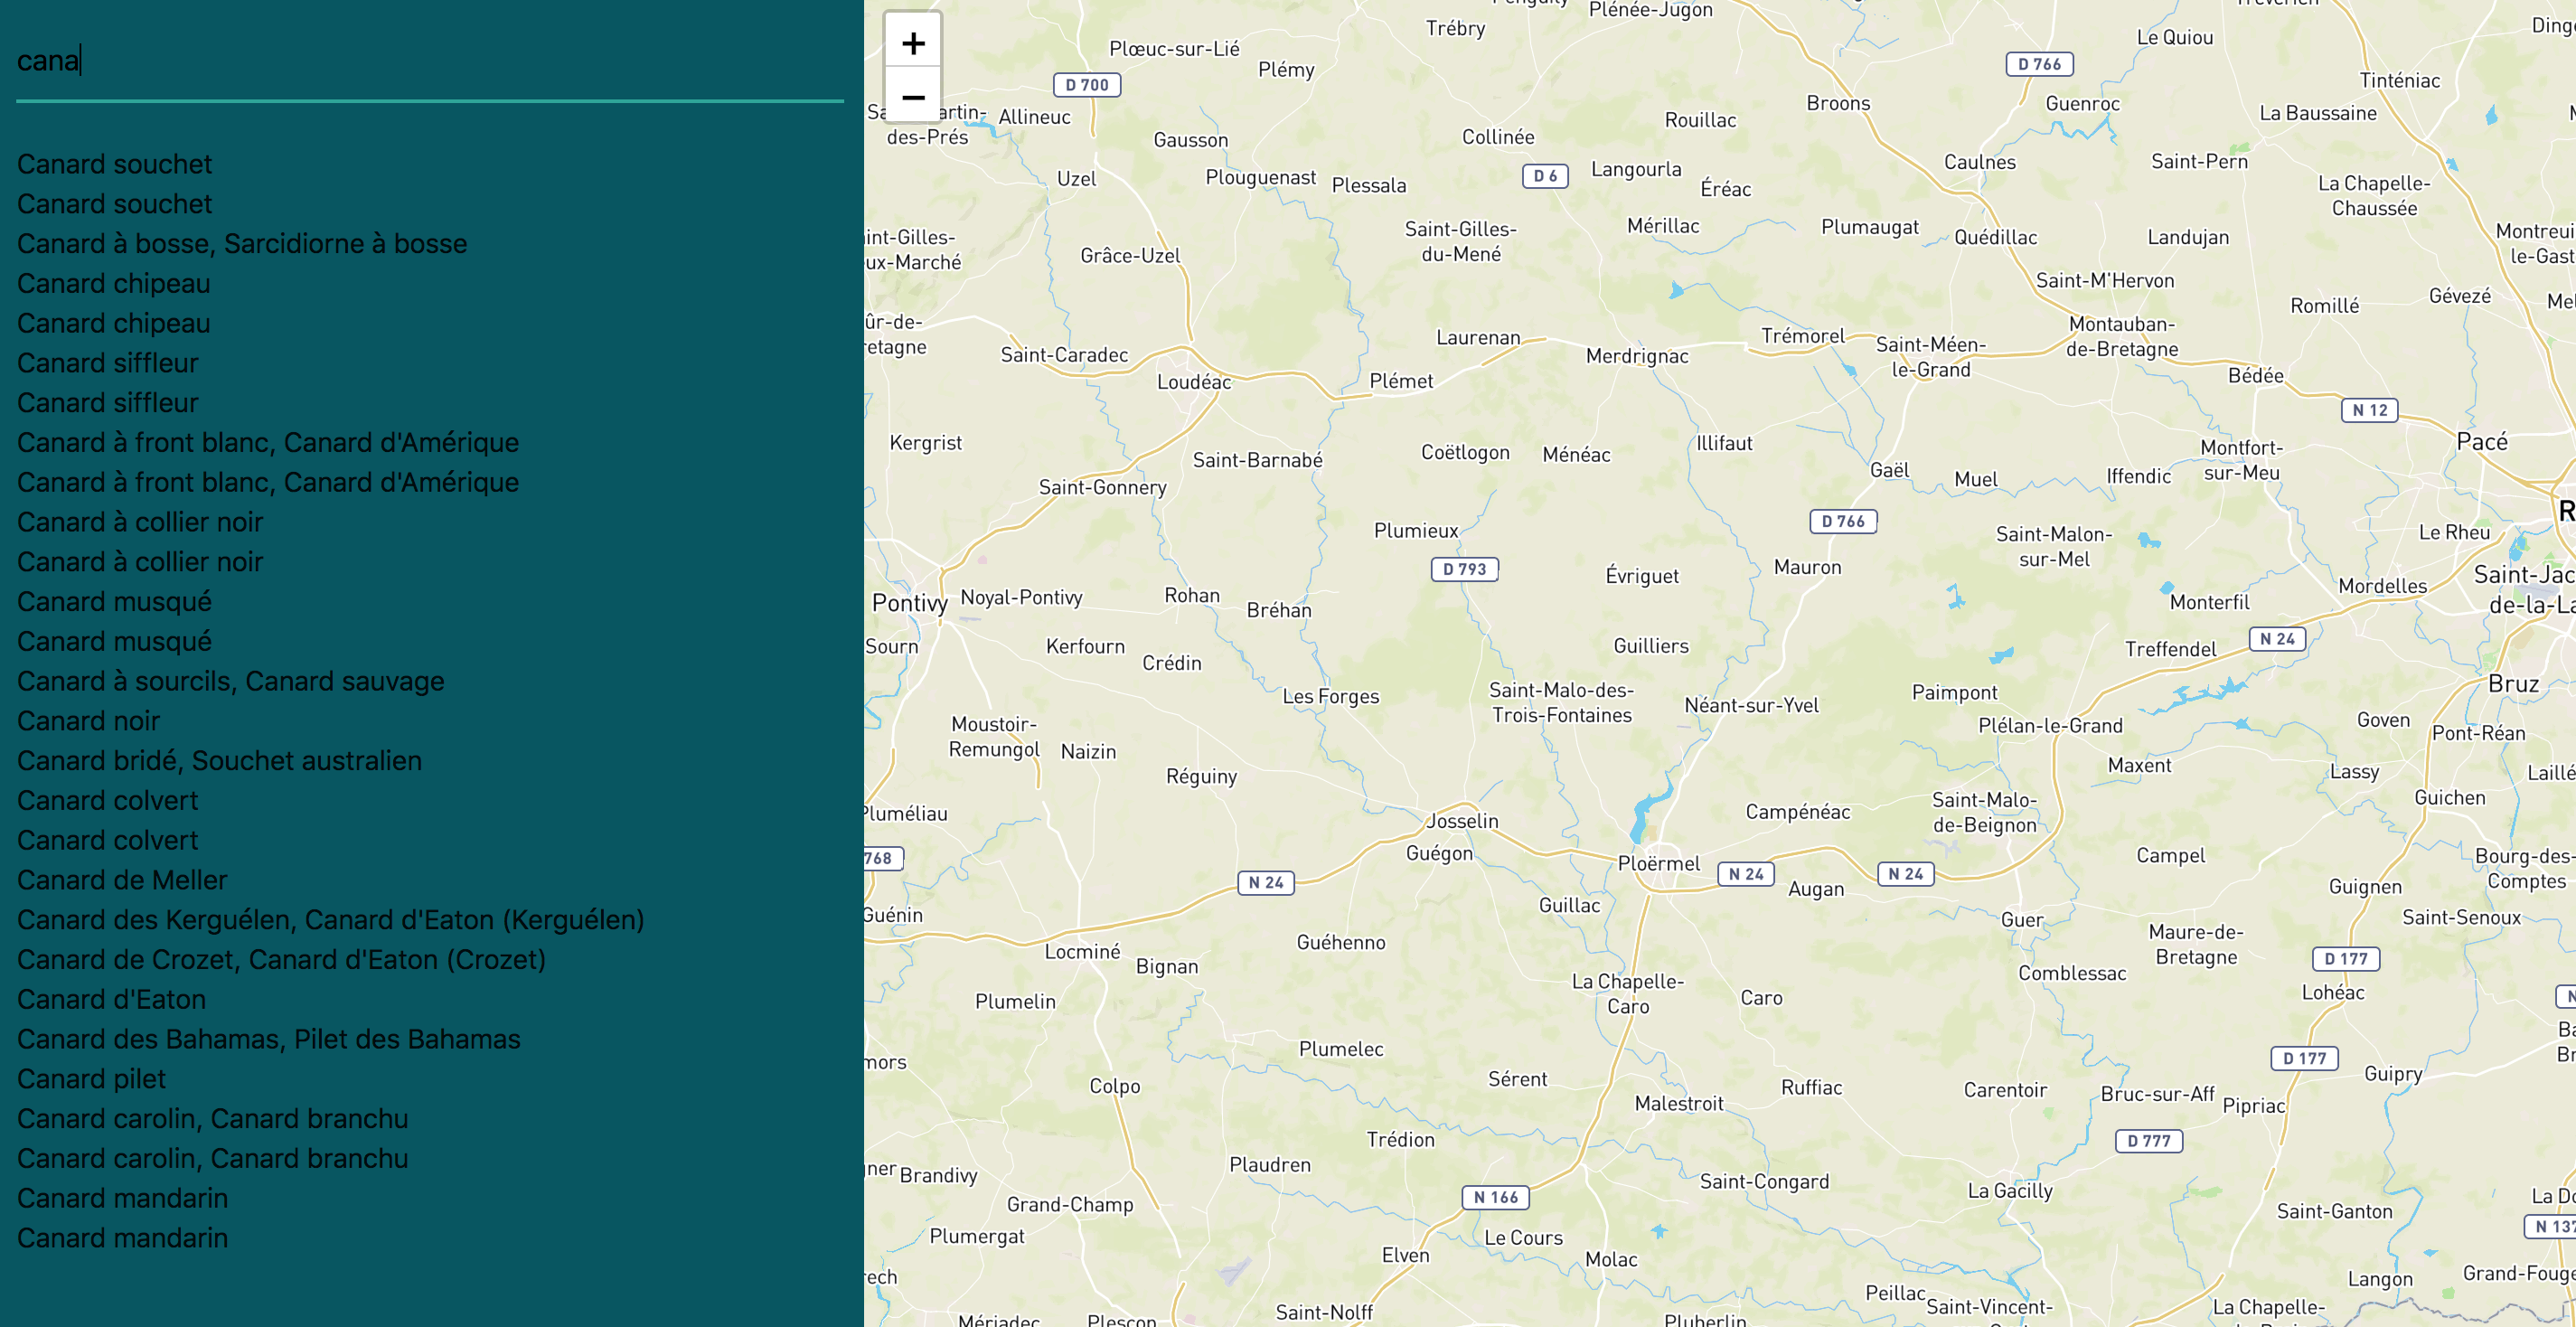 cana
Canard souchet
Canard souchet
Canard à bosse, Sarcidiorne à bosse
Canard chipeau
Canard chipeau
Canard siffleur
Canard siffleur
Canard à front blanc, Canard d'Amérique
Canard à front blanc, Canard d'Amérique
Canard à collier noir
Canard à collier noir
Canard musqué
Canard musqué
Canard à sourcils, Canard sauvage
Canard noir
Canard bridé, Souchet australien
Canard colvert
Canard colvert
Canard de Meller
Canard des Kerguélen, Canard d'Eaton (Kerguélen)
Canard de Crozet, Canard d'Eaton (Crozet)
Canard d'Eaton
Canard des Bahamas, Pilet des Bahamas
Canard pilet
Canard carolin, Canard branchu
Canard carolin, Canard branchu
Canard mandarin
Canard mandarin
+
−
Plénée-Jugon
Trébry
Le Quiou
Plœuc-sur-Lié
Plémy
D 766
Tinténiac
D 700
Broons
Guenroc
La Baussaine
Allineuc
Rouillac
des-Prés
Gausson
Collinée
Caulnes
Saint-Pern
Uzel
Plouguenast
Plessala
D 6
Langourla
Éréac
La Chapelle-
Chaussée
Saint-Gilles-
du-Mené
Mérillac
Plumaugat
Quédillac
Landujan
Grâce-Uzel
Saint-M'Hervon
Romillé
Gévezé
Saint-Caradec
Laurenan
Merdrignac
Trémorel
Saint-Méen-
le-Grand
Montauban-
de-Bretagne
Loudéac
Plémet
Bédée
N 12
Kergrist
Saint-Barnabé
Coëtlogon
Ménéac
Illifaut
Gaël
Muel
Iffendic
Montfort-
sur-Meu
Pacé
Saint-Gonnery
Plumieux
D 766
Saint-Malon-
sur-Mel
Le Rheu
D 793
Évriguet
Mauron
Mordelles
Pontivy
Noyal-Pontivy
Rohan
Bréhan
Monterfil
Sourn
Kerfourn
Crédin
Guilliers
Treffendel
N 24
Les Forges
Saint-Malo-des-
Trois-Fontaines
Néant-sur-Yvel
Paimpont
Plélan-le-Grand
Bruz
Moustoir-
Remungol
Naizin
Goven
Pont-Réan
Réguiny
Maxent
Lassy
Laillé
Pluméliau
Josselin
Campénéac
Saint-Malo-
de-Beignon
Guichen
768
Guégon
Ploërmel
N 24
N 24
Campel
Bourg-des-
Comptes
N 24
Augan
Guignen
Guénin
Guillac
Guer
Saint-Senoux
Locminé
Guéhenno
Maure-de-
Bretagne
D 177
Bignan
Comblessac
La Chapelle-
Caro
Plumelin
Caro
Lohéac
Plumelec
D 177
Colpo
Sérent
Ruffiac
Carentoir
Guipry
Malestroit
Bruc-sur-Aff
Pipriac
Trédion
D 777
Plaudren
Brandivy
Saint-Congard
La Gacilly
Grand-Champ
N 166
Saint-Ganton
N 137
Plumergat
Le Cours
Elven
Molac
Langon
Peillac
Saint-Nolff
Saint-Vincent-
La Chapelle-
Mériadec
Plescop
Pluherlin